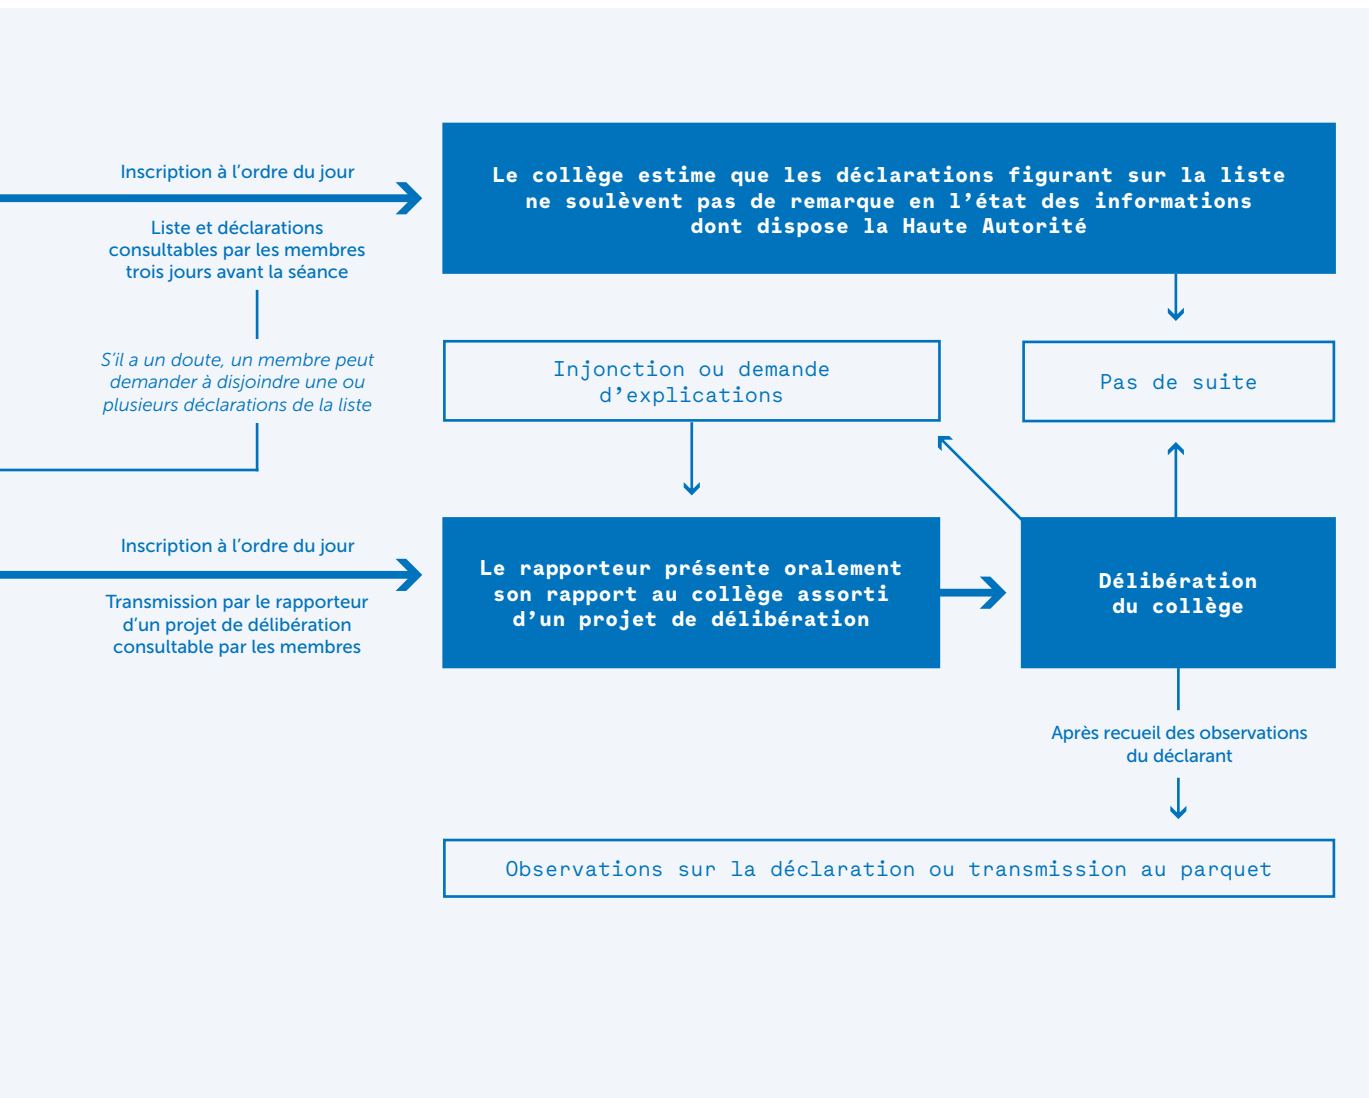 Inscription à l’ordre du jour
Liste et déclarations
consultables par les membres
trois jours avant la séance
S’il a un doute, un membre peut
demander à disjoindre une ou
plusieurs déclarations de la liste
Le collège estime que les déclarations figurant sur la liste
ne soulèvent pas de remarque en l’état des informations
dont dispose la Haute Autorité
Injonction ou demande
d’explications
Pas de suite
Inscription à l’ordre du jour
Transmission par le rapporteur
d’un projet de délibération
consultable par les membres
Le rapporteur présente oralement
son rapport au collège assorti
d’un projet de délibération
Délibération
du collège
Après recueil des observations
du déclarant
Observations sur la déclaration ou transmission au parquet